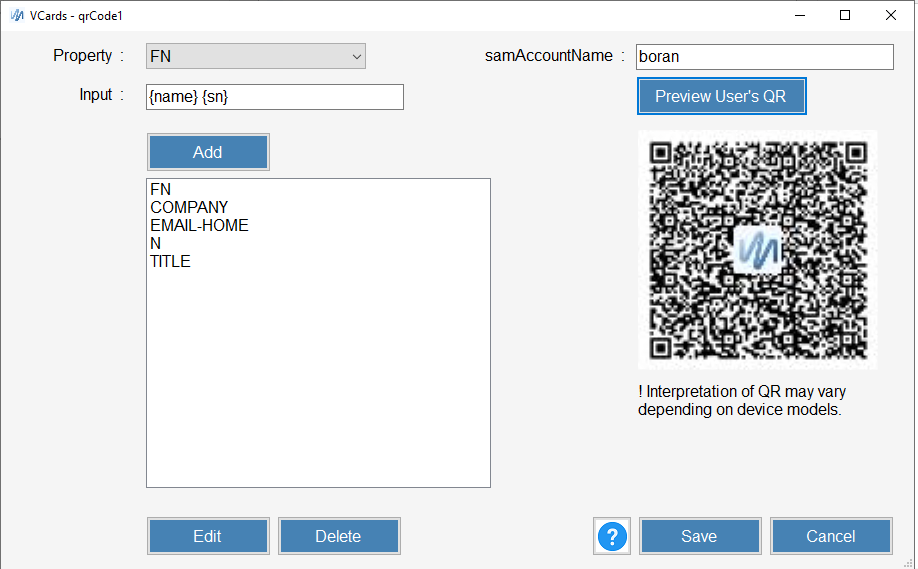 VCards - qrCode1
Property :
FN
samAccountName :
boran
Input :
{name} {sn}
Preview User's QR
Add
FN
COMPANY
EMAIL-HOME
N
TITLE
! Interpretation of QR may vary
depending on device models.
Edit
Delete
?
Save
Cancel